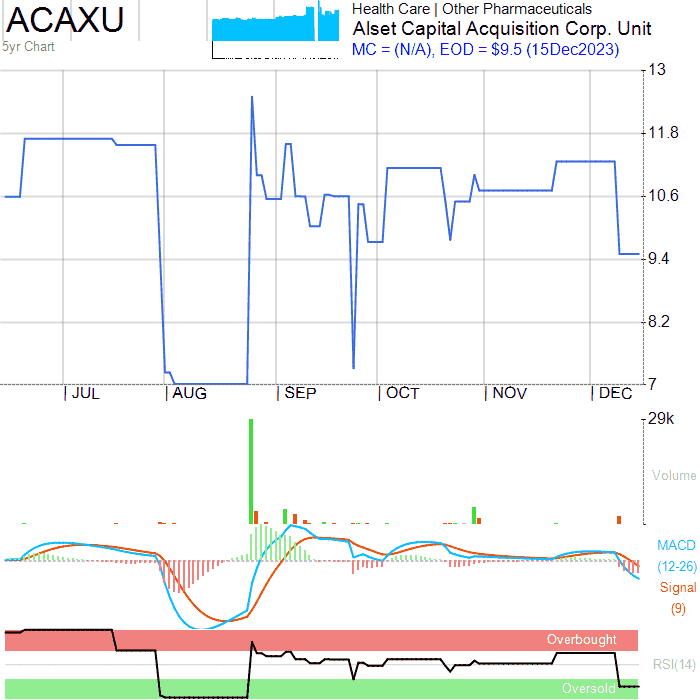 ACAXU
5yr Chart
Health Care | Other Pharmaceuticals
Alset Capital Acquisition Corp. Unit
MC = (N/A), EOD = $9.5 (15Dec2023)
13
11.8
10.6
9.4
8.2
7
| JUL | AUG | SEP | OCT | NOV | DEC
29k
Volume
MACD
(12-26)
Signal
(9)
Overbought
RSI(14)
Oversold